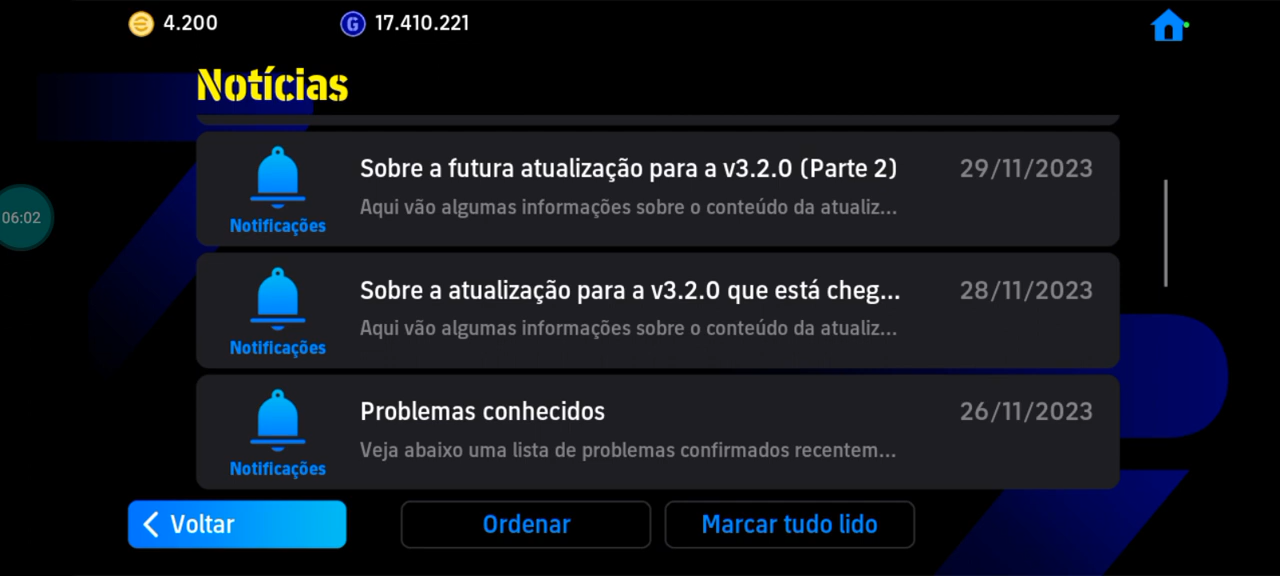 4.200
17.410.221
Notícias
Sobre a futura atualização para a v3.2.0 (Parte 2)
29/11/2023
Aqui vão algumas informações sobre o conteúdo da atualiz...
Notificações
06:02
Sobre a atualização para a v3.2.0 que está cheg...
28/11/2023
Aqui vão algumas informações sobre o conteúdo da atualiz...
Notificações
Problemas conhecidos
26/11/2023
Veja abaixo uma lista de problemas confirmados recentem...
Notificações
Voltar
Ordenar
Marcar tudo lido